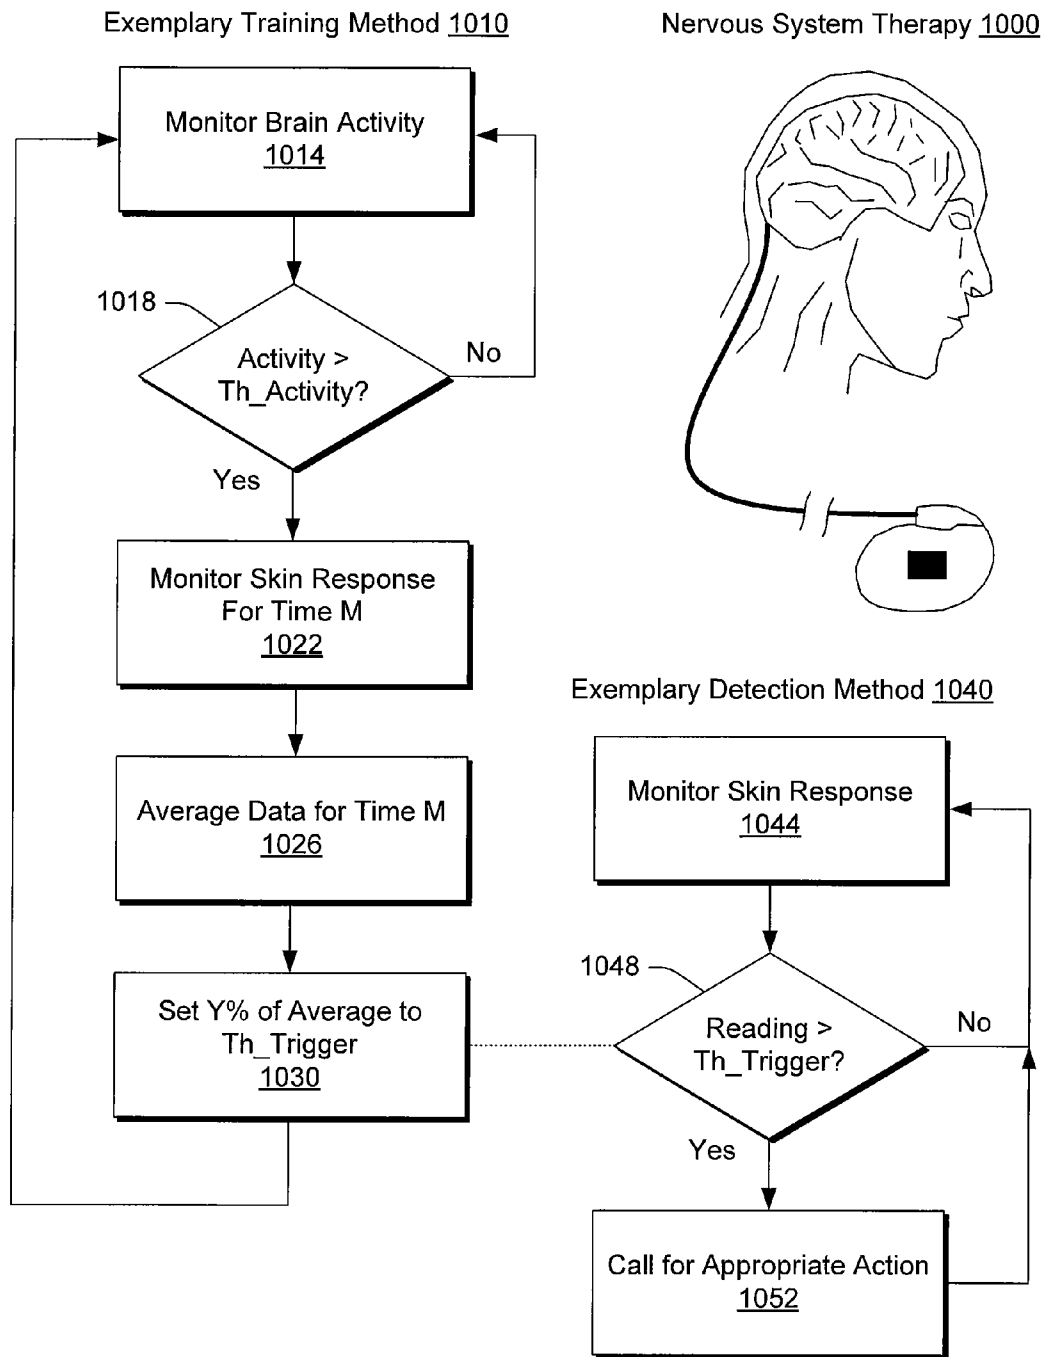 Exemplary Training Method 1010
Nervous System Therapy 1000
Monitor Brain Activity
1014
1018
Activity >
Th_Activity?
No
Yes
Monitor Skin Response
For Time M
1022
Average Data for Time M
1026
Set Y% of Average to
Th_Trigger
1030
Exemplary Detection Method 1040
Monitor Skin Response
1044
1048
Reading >
Th_Trigger?
No
Yes
Call for Appropriate Action
1052